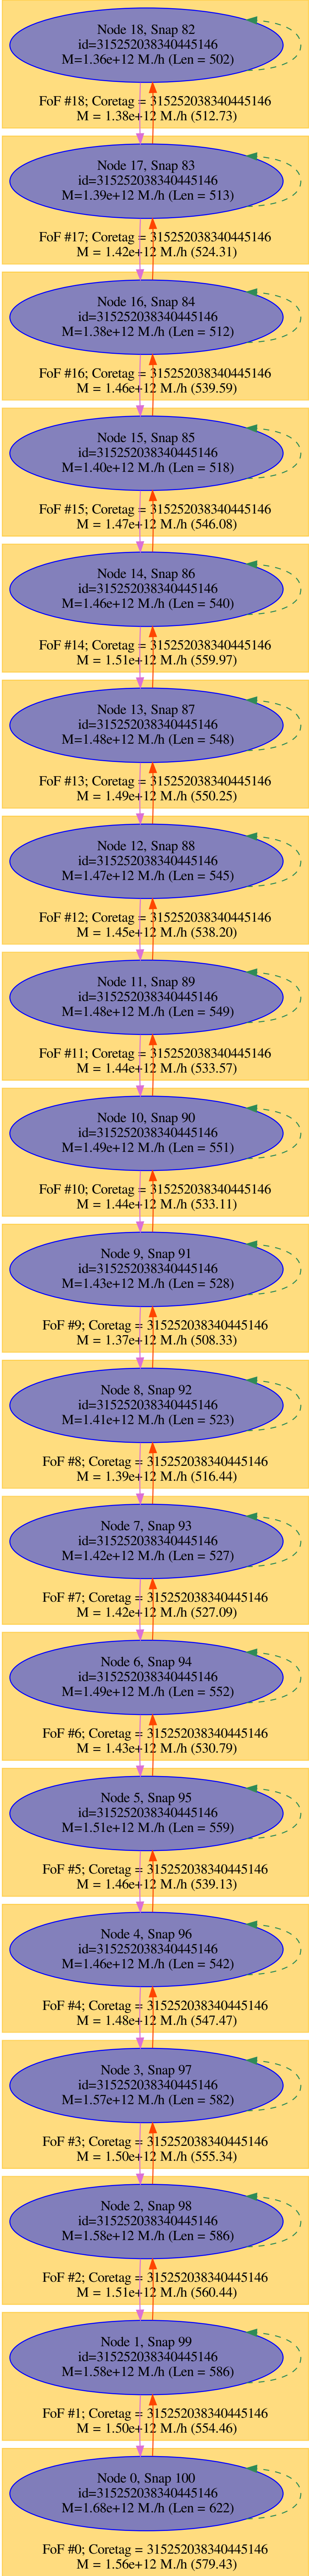 Node 18, Snap 82
id=315252038340445146
M=1.36e+12 M./h (Len = 502)
FoF #18; Coretag = 315252038340445146
M = 1.38e+12 M./h (512.73)
Node 17, Snap 83
id=315252038340445146
M=1.39e+12 M./h (Len = 513)
FoF #17; Coretag = 315252038340445146
M = 1.42e+12 M./h (524.31)
Node 16, Snap 84
id=315252038340445146
M=1.38e+12 M./h (Len = 512)
FoF #16; Coretag = 315252038340445146
M = 1.46e+12 M./h (539.59)
Node 15, Snap 85
id=315252038340445146
M=1.40e+12 M./h (Len = 518)
FoF #15; Coretag = 315252038340445146
M = 1.47e+12 M./h (546.08)
Node 14, Snap 86
id=315252038340445146
M=1.46e+12 M./h (Len = 540)
FoF #14; Coretag = 315252038340445146
M = 1.51e+12 M./h (559.97)
Node 13, Snap 87
id=315252038340445146
M=1.48e+12 M./h (Len = 548)
FoF #13; Coretag = 315252038340445146
M = 1.49e+12 M./h (550.25)
Node 12, Snap 88
id=315252038340445146
M=1.47e+12 M./h (Len = 545)
FoF #12; Coretag = 315252038340445146
M = 1.45e+12 M./h (538.20)
Node 11, Snap 89
id=315252038340445146
M=1.48e+12 M./h (Len = 549)
FoF #11; Coretag = 315252038340445146
M = 1.44e+12 M./h (533.57)
Node 10, Snap 90
id=315252038340445146
M=1.49e+12 M./h (Len = 551)
FoF #10; Coretag = 315252038340445146
M = 1.44e+12 M./h (533.11)
Node 9, Snap 91
id=315252038340445146
M=1.43e+12 M./h (Len = 528)
FoF #9; Coretag = 315252038340445146
M = 1.37e+12 M./h (508.33)
Node 8, Snap 92
id=315252038340445146
M=1.41e+12 M./h (Len = 523)
FoF #8; Coretag = 315252038340445146
M = 1.39e+12 M./h (516.44)
Node 7, Snap 93
id=315252038340445146
M=1.42e+12 M./h (Len = 527)
FoF #7; Coretag = 315252038340445146
M = 1.42e+12 M./h (527.09)
Node 6, Snap 94
id=315252038340445146
M=1.49e+12 M./h (Len = 552)
FoF #6; Coretag = 315252038340445146
M = 1.43e+12 M./h (530.79)
Node 5, Snap 95
id=315252038340445146
M=1.51e+12 M./h (Len = 559)
FoF #5; Coretag = 315252038340445146
M = 1.46e+12 M./h (539.13)
Node 4, Snap 96
id=315252038340445146
M=1.46e+12 M./h (Len = 542)
FoF #4; Coretag = 315252038340445146
M = 1.48e+12 M./h (547.47)
Node 3, Snap 97
id=315252038340445146
M=1.57e+12 M./h (Len = 582)
FoF #3; Coretag = 315252038340445146
M = 1.50e+12 M./h (555.34)
Node 2, Snap 98
id=315252038340445146
M=1.58e+12 M./h (Len = 586)
FoF #2; Coretag = 315252038340445146
M = 1.51e+12 M./h (560.44)
Node 1, Snap 99
id=315252038340445146
M=1.58e+12 M./h (Len = 586)
FoF #1; Coretag = 315252038340445146
M = 1.50e+12 M./h (554.46)
Node 0, Snap 100
id=315252038340445146
M=1.68e+12 M./h (Len = 622)
FoF #0; Coretag = 315252038340445146
M = 1.56e+12 M./h (579.43)